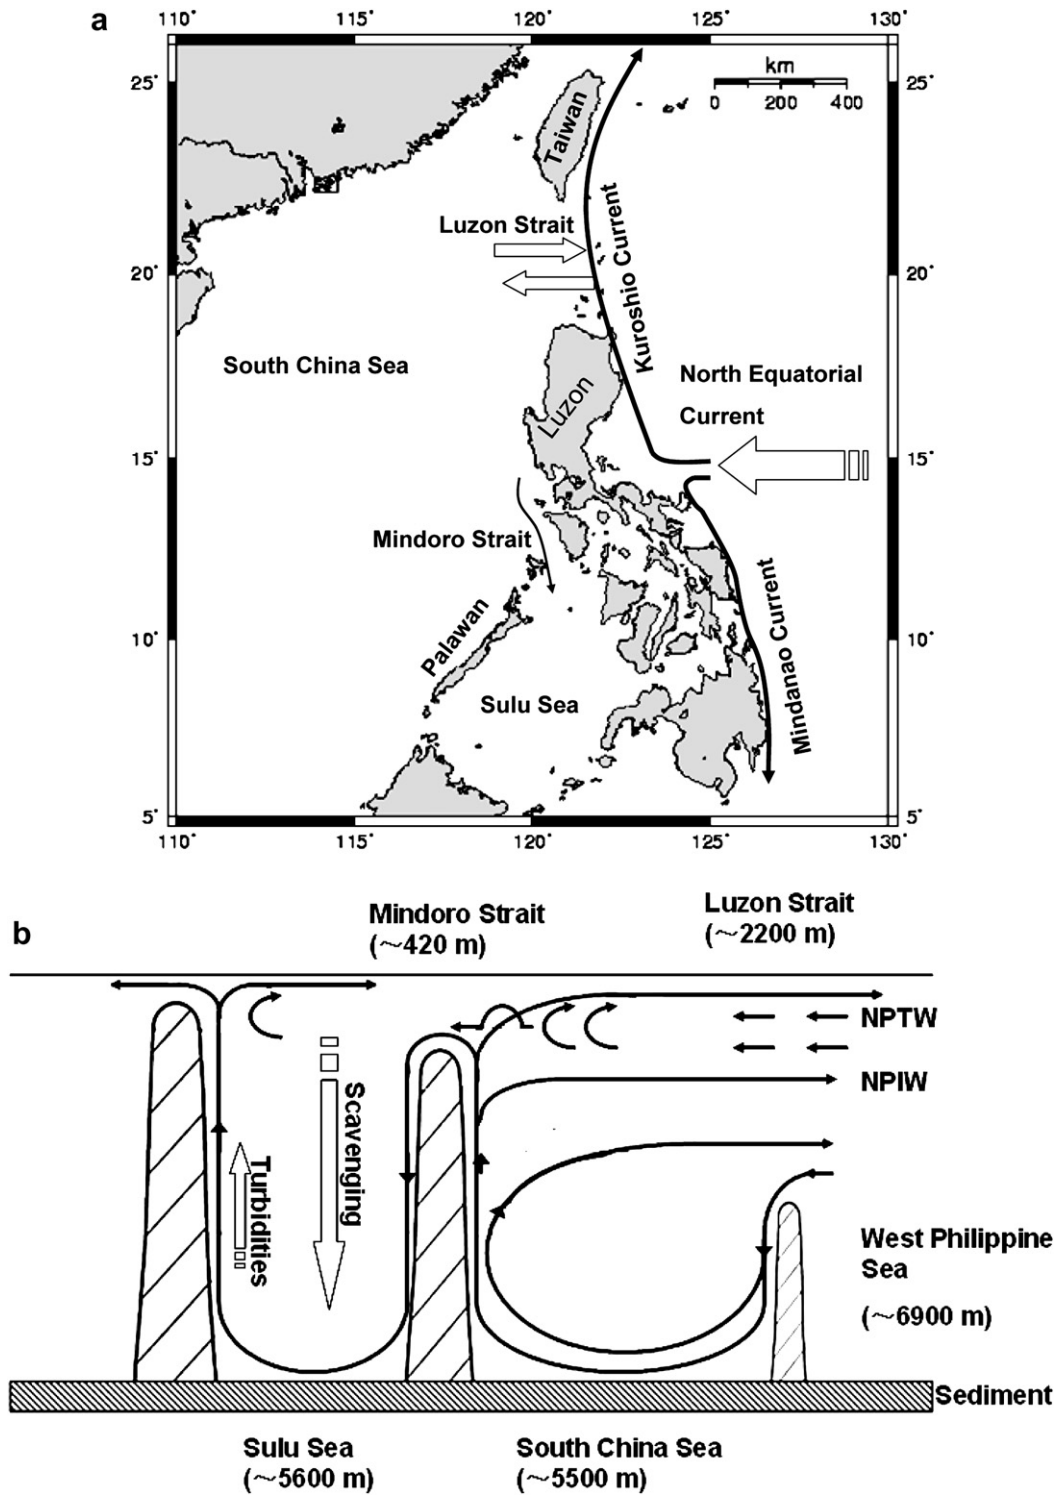 a
110° 115° 120° 125° 130°
km
0 200 400
25° 25°
Taiwan
Luzon Strait
Kuroshio Current
20° 20°
South China Sea
North Equatorial
Current
Luzon
15° 15°
Mindoro Strait
Mindanao Current
Palawan
10° 10°
Sulu Sea
5° 5°
110° 115° 120° 125° 130°
b
Mindoro Strait
(~420 m)
Luzon Strait
(~2200 m)
NPTW
NPIW
Scavenging
Turbidities
West Philippine
Sea
(~6900 m)
Sediment
Sulu Sea
(~5600 m)
South China Sea
(~5500 m)